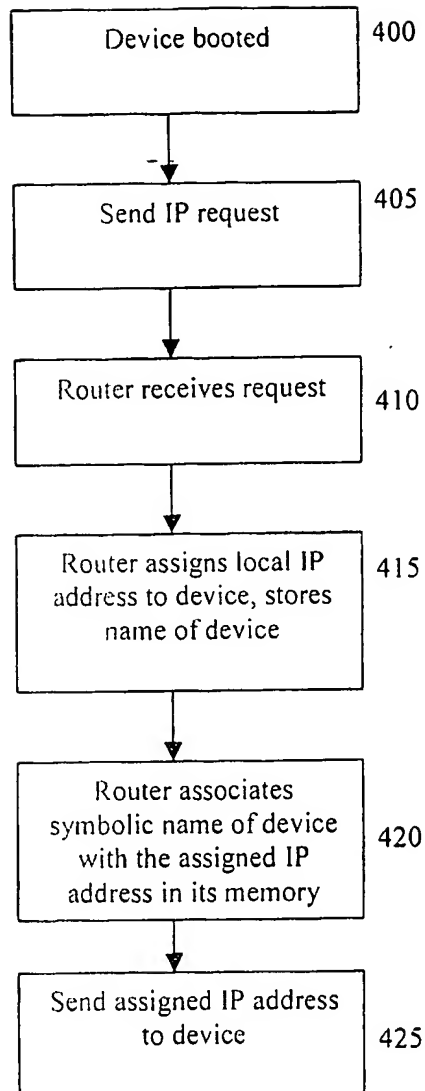 Device booted
400
Send IP request
405
Router receives request
410
Router assigns local IP
address to device, stores
name of device
415
Router associates
symbolic name of device
with the assigned IP
address in its memory
420
Send assigned IP address
to device
425